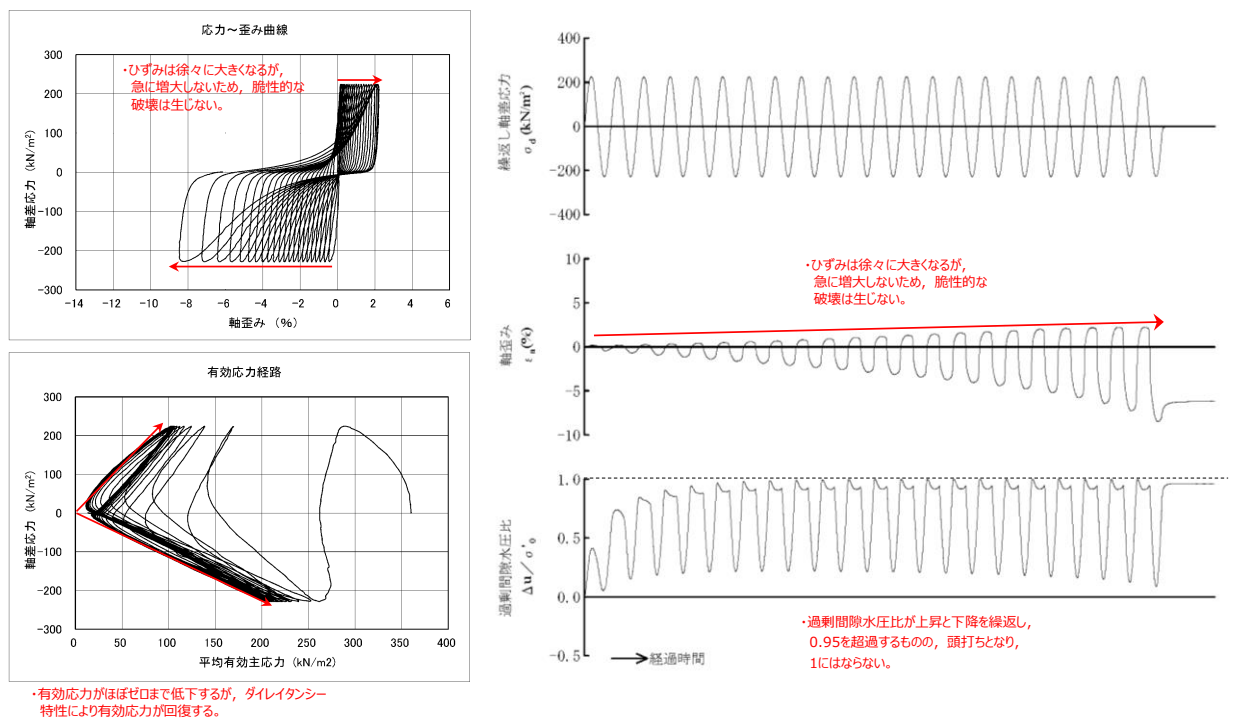 応力～歪み曲線
300
200
100
0
-100
-200
-300
軸差応力 (kN/m²)
・ひずみは徐々に大きくなるが，
急に増大しないため，脆性的な
破壊は生じない。
-14 -12 -10 -8 -6 -4 -2 0 2 4 6
軸歪み （%）
有効応力経路
300
200
100
0
-100
-200
-300
軸差応力 (kN/m²)
0 50 100 150 200 250 300 350 400
平均有効主応力 (kN/m2)
・有効応力がほぼゼロまで低下するが，ダイレイタンシー
特性により有効応力が回復する。
400
200
0
-200
-400
繰返し軸差応力
σd(kN/m²)
10
5
0
-5
-10
軸歪み
εa(%)
・ひずみは徐々に大きくなるが，
急に増大しないため，脆性的な
破壊は生じない。
1.0
0.5
0.0
-0.5
過剰間隙水圧比
Δu／σ'o
・過剰間隙水圧比が上昇と下降を繰返し，
0.95を超過するものの，頭打ちとなり，
1にはならない。
経過時間